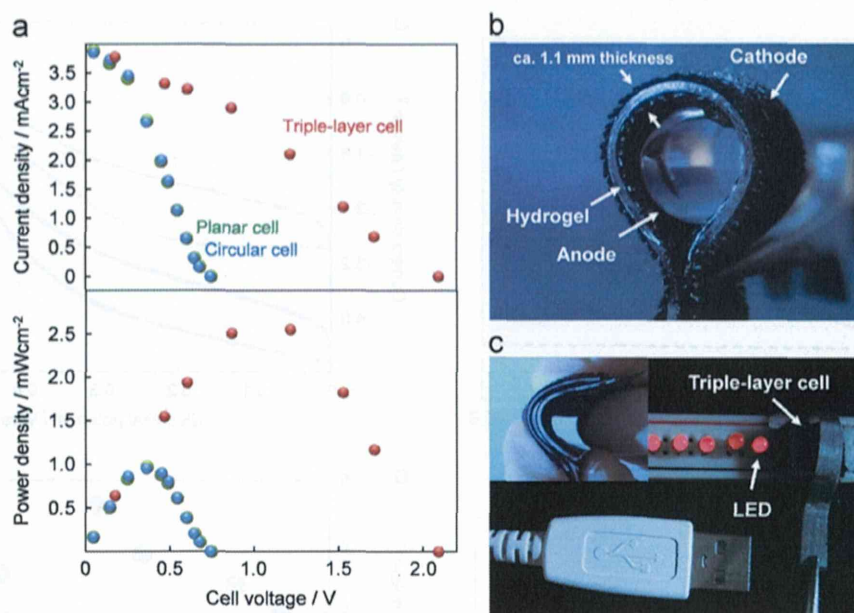 a
Current density / mAcm-2
3.5
3.0
2.5
2.0
1.5
1.0
0.5
0
Triple-layer cell
Planar cell
Circular cell
Power density / mWcm-2
2.5
2.0
1.5
1.0
0.5
0
0.5
1.0
1.5
2.0
Cell voltage / V
b
ca. 1.1 mm thickness
Cathode
Hydrogel
Anode
c
Triple-layer cell
LED